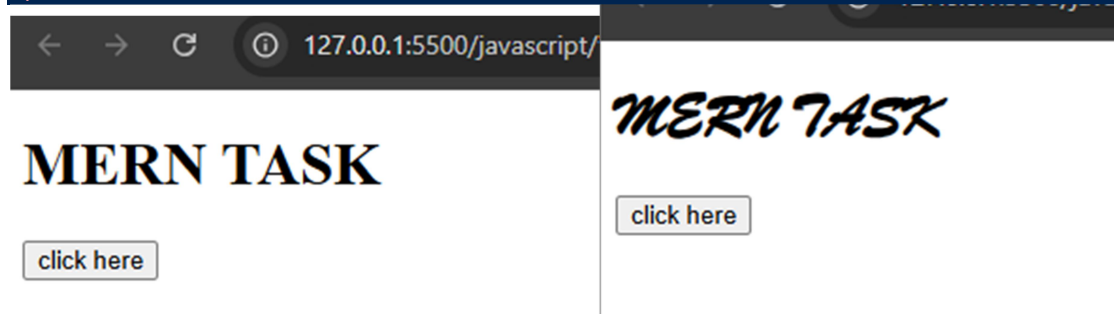 127.0.0.1:5500/javascript/
MERN TASK
click here
MERN TASK
click here